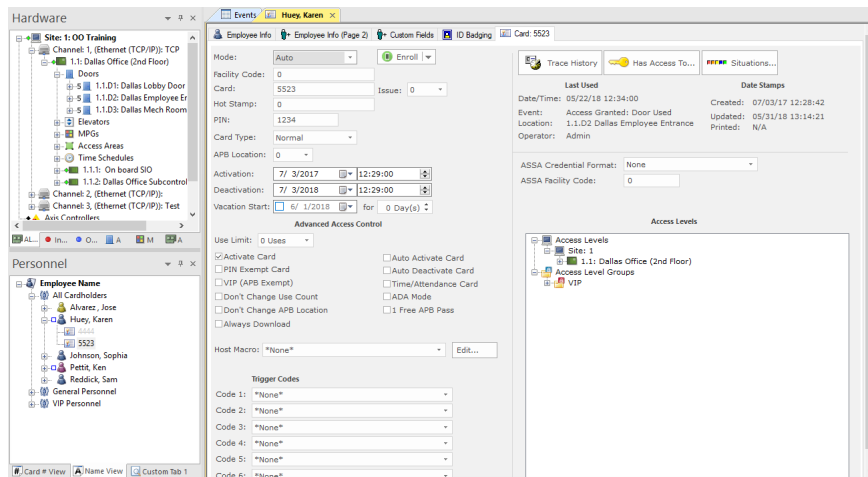 Hardware
Site: 1: OO Training
Channel: 1, (Ethernet (TCP/IP)): TCP
1.1: Dallas Office (2nd Floor)
Doors
1.1.D1: Dallas Lobby Door
1.1.D2: Dallas Employee Er
1.1.D3: Dallas Mech Room
Elevators
MPGs
Access Areas
Time Schedules
1.1.1: On board SIO
1.1.2: Dallas Office Subcontrol
Channel: 2, (Ethernet (TCP/IP)):
Channel: 3, (Ethernet (TCP/IP)): Test
Axis Controllers
AL... In... O... A M A
Personnel
Employee Name
All Cardholders
Alvarez , Jose
Huey, Karen
4444
5523
Johnson, Sophia
Pettit, Ken
Reddick, Sam
General Personnel
VIP Personnel
# Card # View A Name View Custom Tab 1
Events Huey, Karen
Employee Info Employee Info (Page 2) Custom Fields ID Badging Card: 5523
Mode: Auto Enroll
Facility Code: 0
Card: 5523 Issue: 0
Hot Stamp: 0
PIN: 1234
Card Type: Normal
APB Location: 0
Activation: 7/ 3/2017 12:29:00
Deactivation: 7/ 3/2018 12:29:00
Vacation Start: 6/ 1/2018 for 0 Day(s)
Advanced Access Control
Use Limit: 0 Uses
Activate Card
PIN Exempt Card
VIP (APB Exempt)
Don't Change Use Count
Don't Change APB Location
Always Download
Auto Activate Card
Auto Deactivate Card
Time/Attendance Card
ADA Mode
1 Free APB Pass
Host Macro: *None* Edit...
Trigger Codes
Code 1: *None*
Code 2: *None*
Code 3: *None*
Code 4: *None*
Code 5: *None*
Code 6: *None*
Trace History Has Access To... Situations...
Last Used
Date/Time: 05/22/18 12:34:00
Event: Access Granted: Door Used
Location: 1.1.D2 Dallas Employee Entrance
Operator: Admin
Date Stamps
Created: 07/03/17 12:28:42
Updated: 05/31/18 13:14:21
Printed: N/A
ASSA Credential Format: None
ASSA Facility Code: 0
Access Levels
Access Levels
Site: 1
1.1: Dallas Office (2nd Floor)
Access Level Groups
VIP